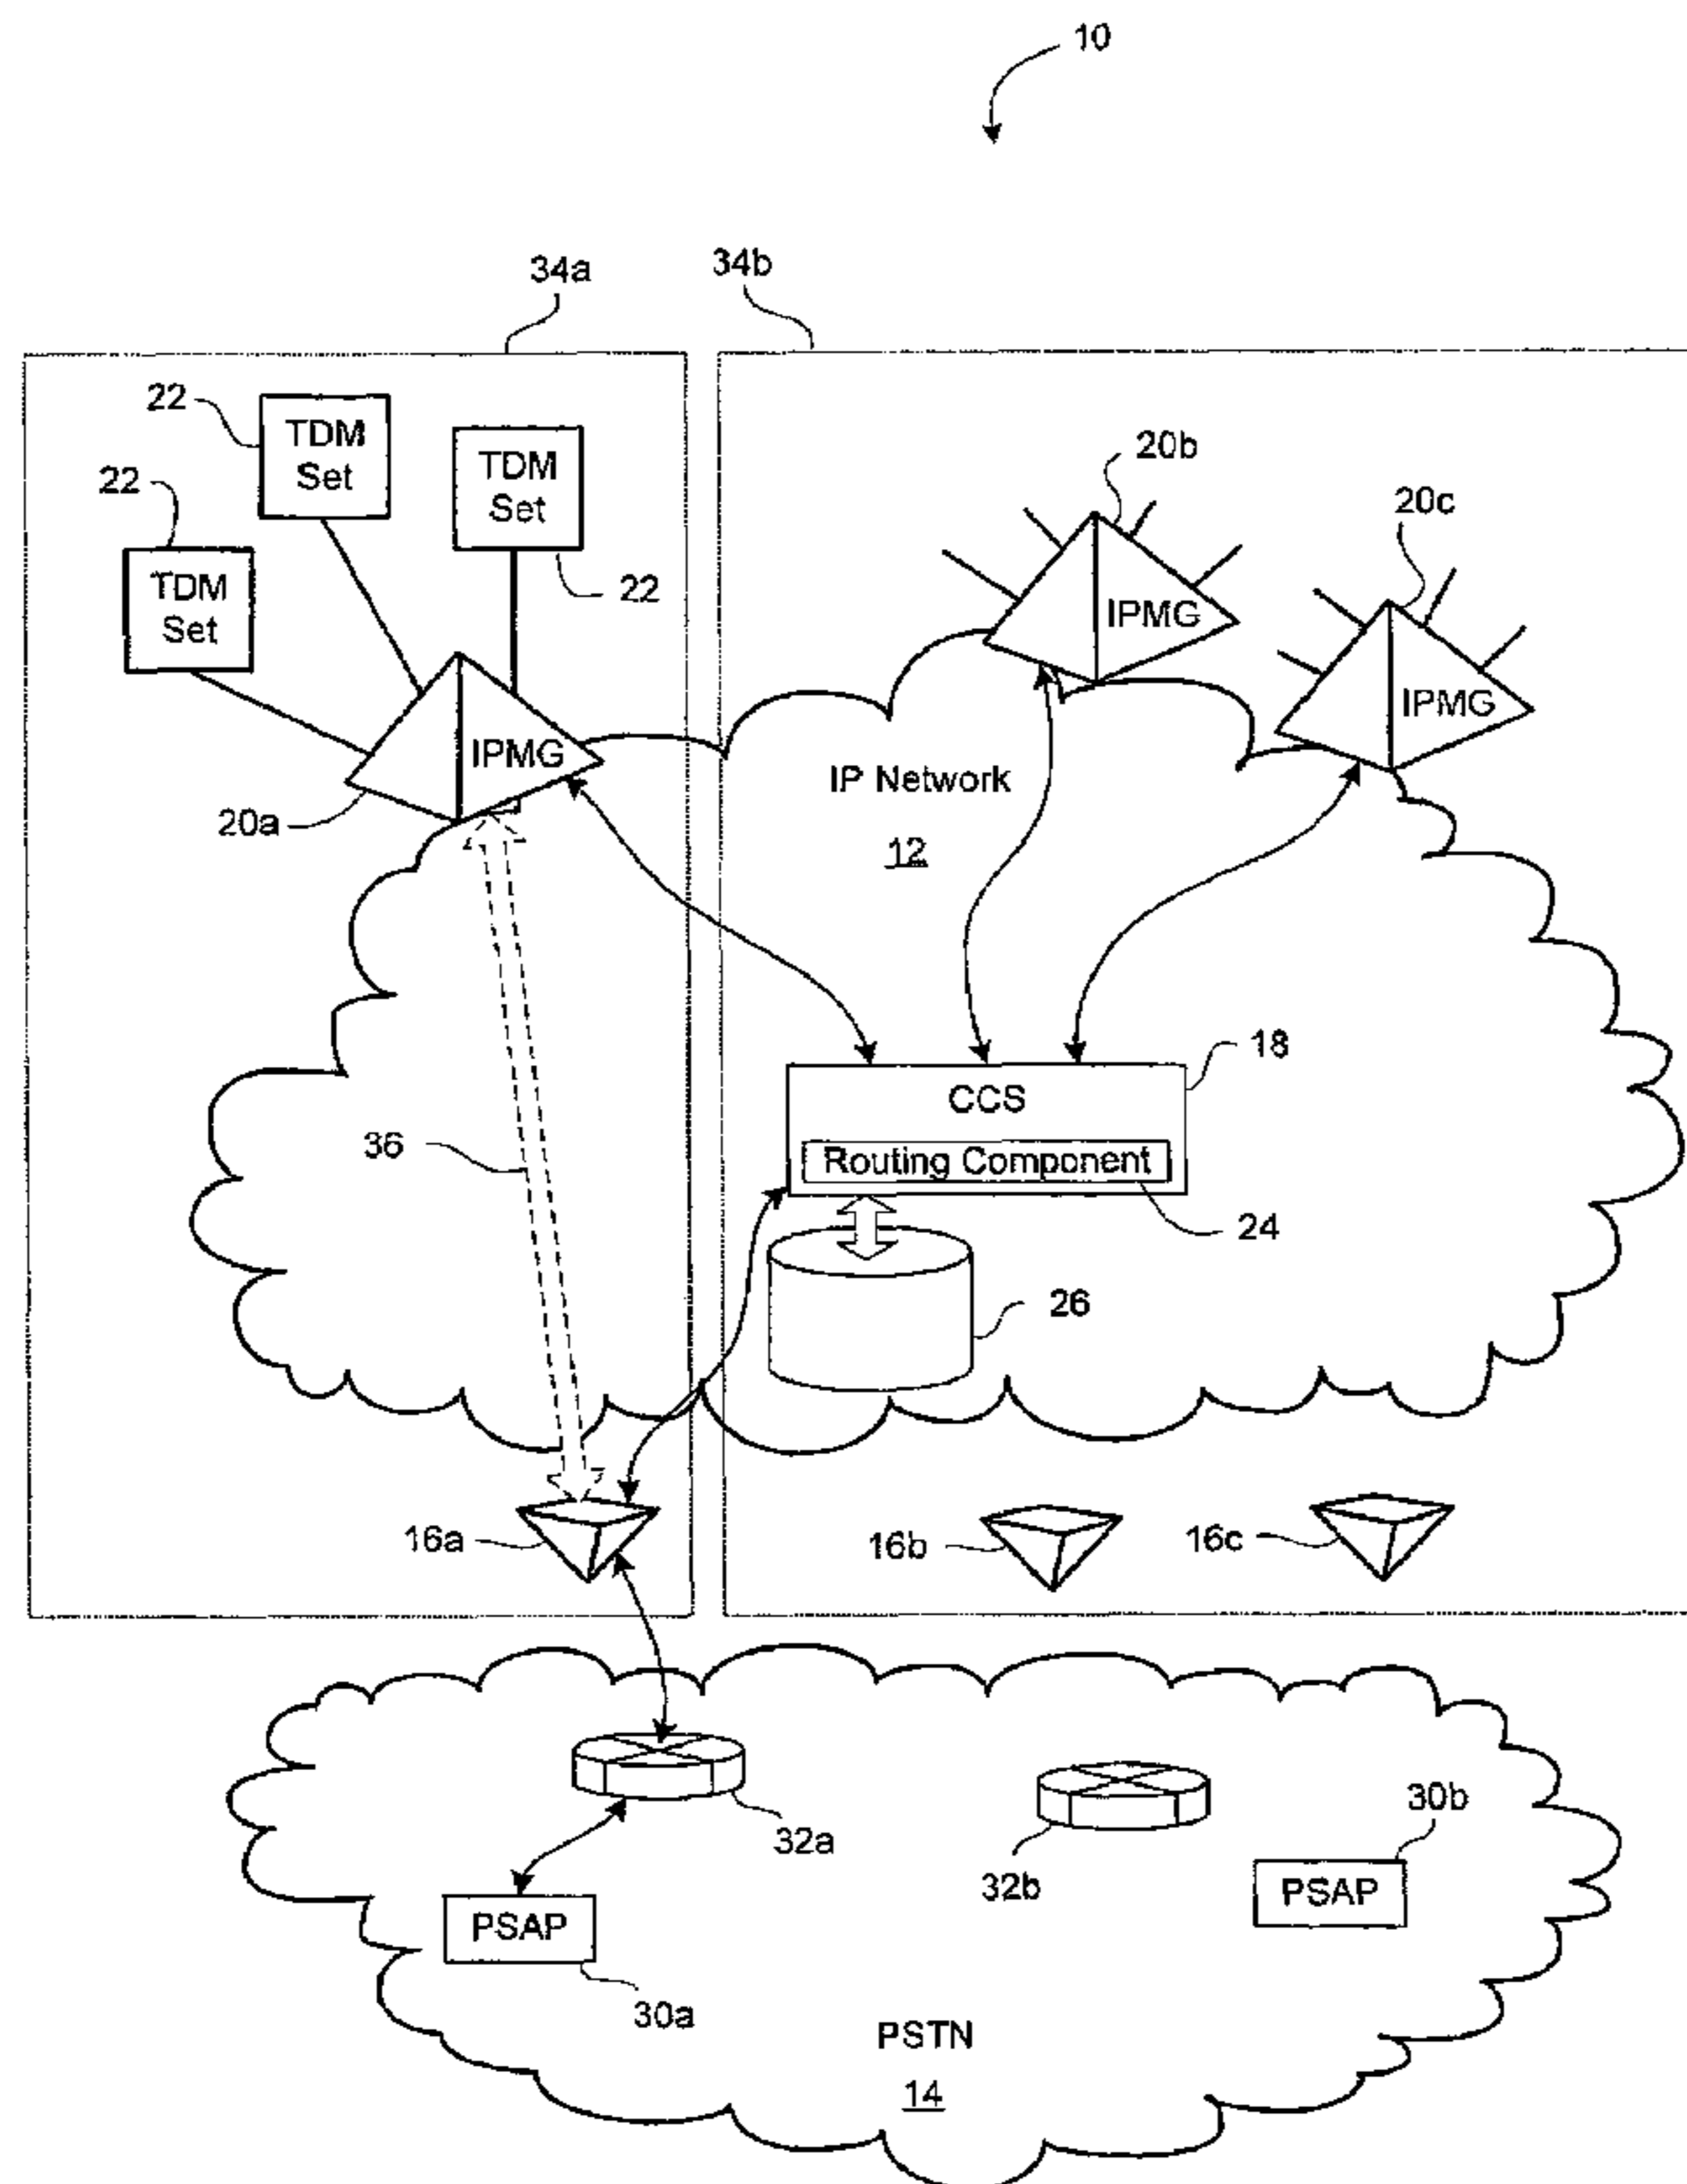 10
34a
34b
22
TDM
Set
TDM
Set
22
TDM
Set
22
20b
20c
IPMG
IPMG
IPMG
20a
IP Network
12
18
CCS
Routing Component
24
36
26
16a
16b
16c
32a
32b
30b
PSAP
PSAP
30a
PSTN
14